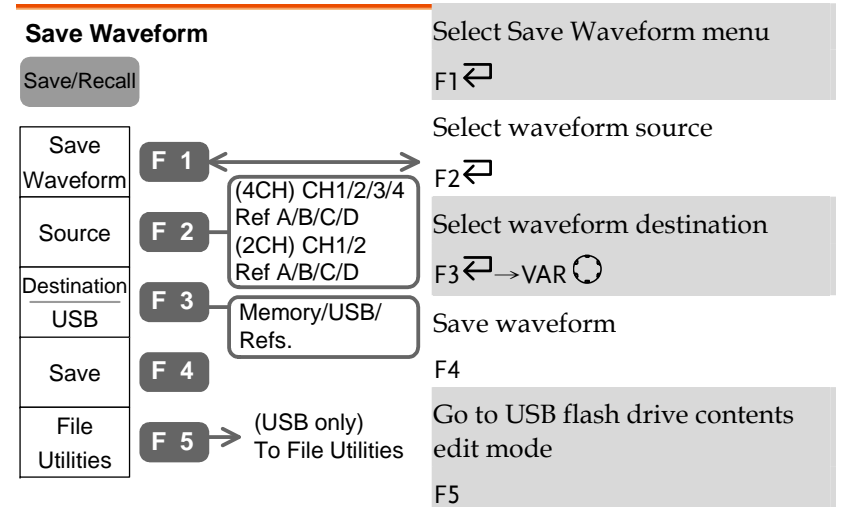 Save Waveform
Save/Recall
Save
Waveform
F 1
Source
F 2
(4CH) CH1/2/3/4
Ref A/B/C/D
(2CH) CH1/2
Ref A/B/C/D
Destination
USB
F 3
Memory/USB/
Refs.
Save
F 4
File
Utilities
F 5
(USB only)
To File Utilities
Select Save Waveform menu
F1
Select waveform source
F2
Select waveform destination
F3 →VAR
Save waveform
F4
Go to USB flash drive contents
edit mode
F5